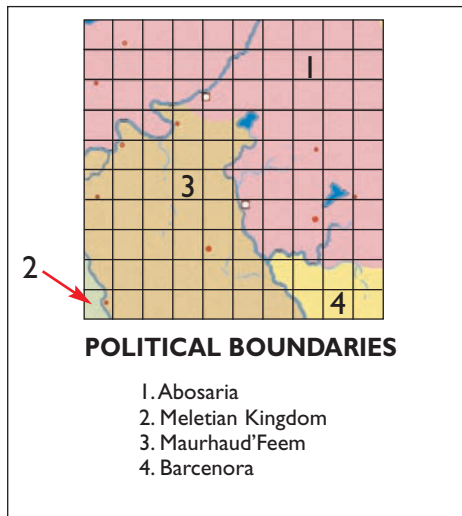 1
3
2
4
POLITICAL BOUNDARIES
1. Abosaria
2. Meletian Kingdom
3. Maurhaud'Feem
4. Barcenora